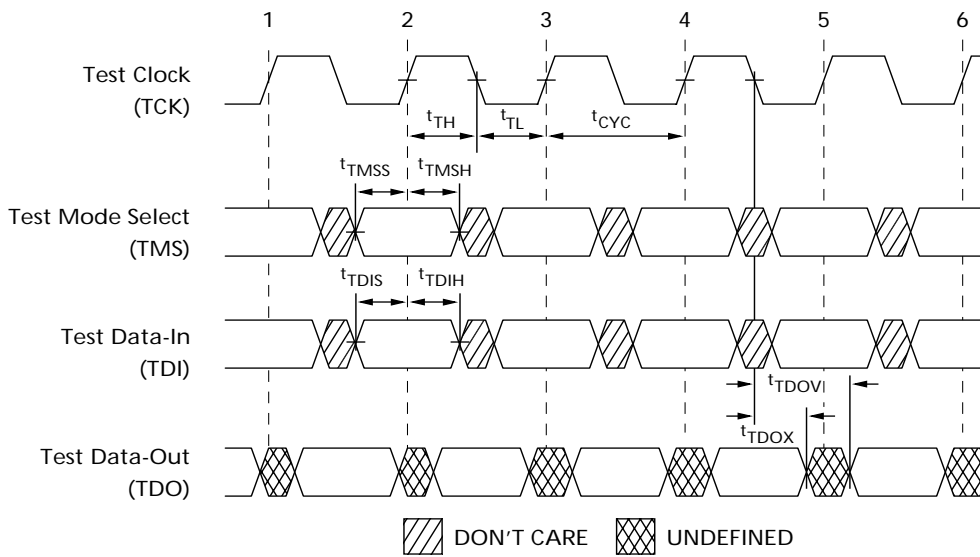 1 2 3 4 5 6
Test Clock
(TCK)
tTH tTL tCYC
tTMSS tTMSH
Test Mode Select
(TMS)
tTDIS tTDIH
Test Data-In
(TDI)
tTDOV
tTDOX
Test Data-Out
(TDO)
DON'T CARE UNDEFINED